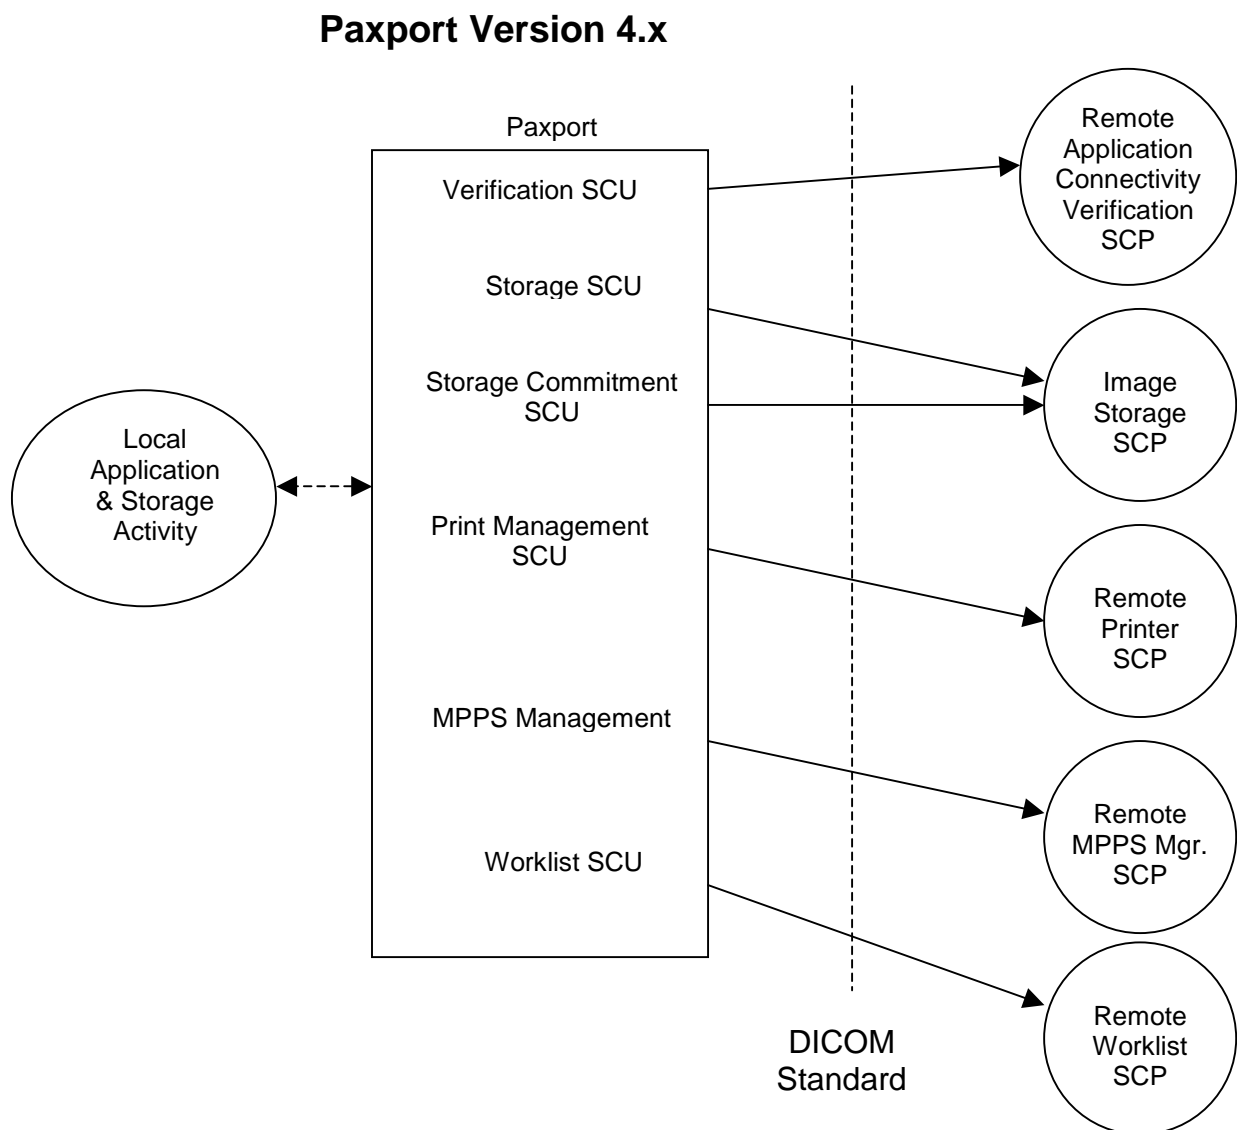 Paxport Version 4.x
Paxport
Verification SCU
Storage SCU
Storage Commitment
SCU
Print Management
SCU
MPPS Management
Worklist SCU
Local
Application
& Storage
Activity
Remote
Application
Connectivity
Verification
SCP
Image
Storage
SCP
Remote
Printer
SCP
Remote
MPPS Mgr.
SCP
Remote
Worklist
SCP
DICOM
Standard